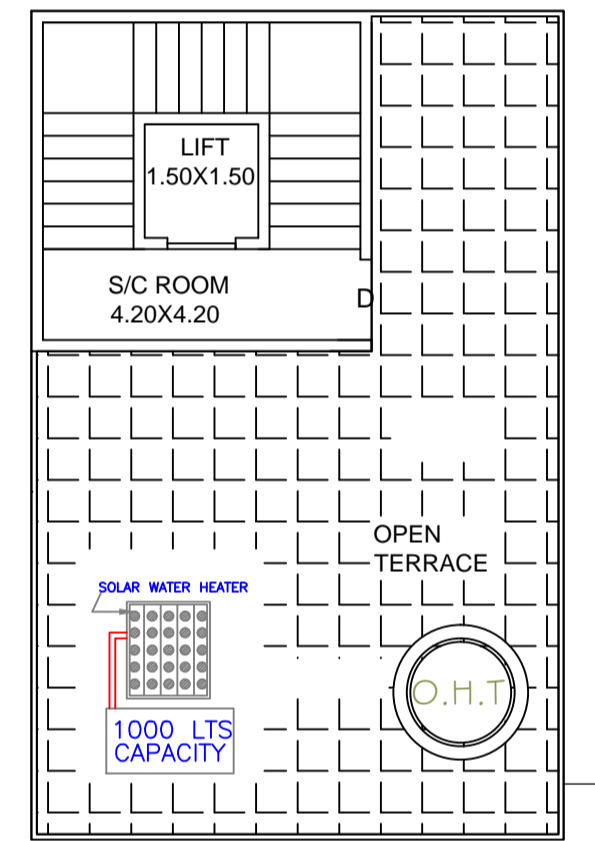 LIFT
1.50X1.50
S/C ROOM
4.20X4.20
D
OPEN
TERRACE
SOLAR WATER HEATER
O.H.T
1000 LTS
CAPACITY